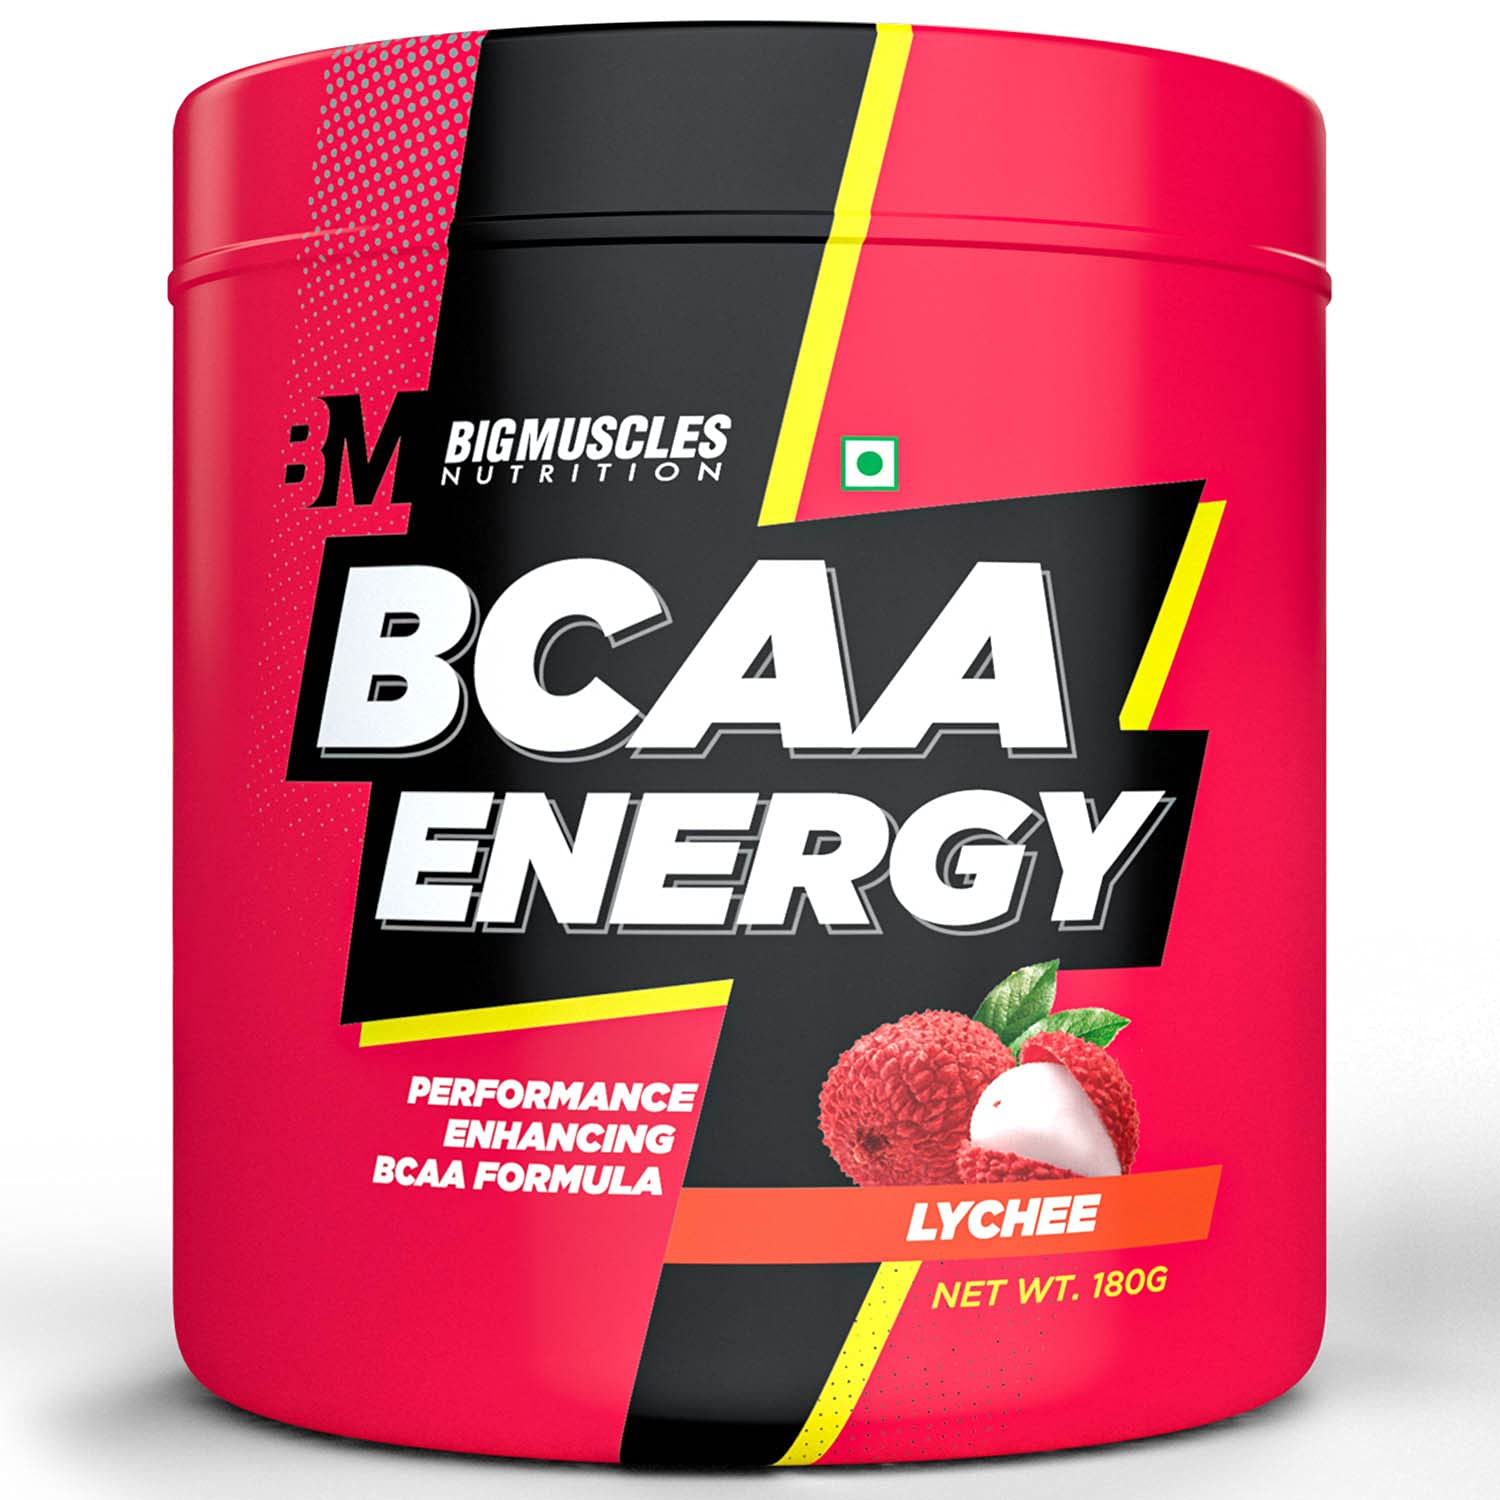 BM
BIGMUSCLES
NUTRITION
BCAA
ENERGY
PERFORMANCE
ENHANCING
BCAA FORMULA
LYCHEE
NET WT. 180G